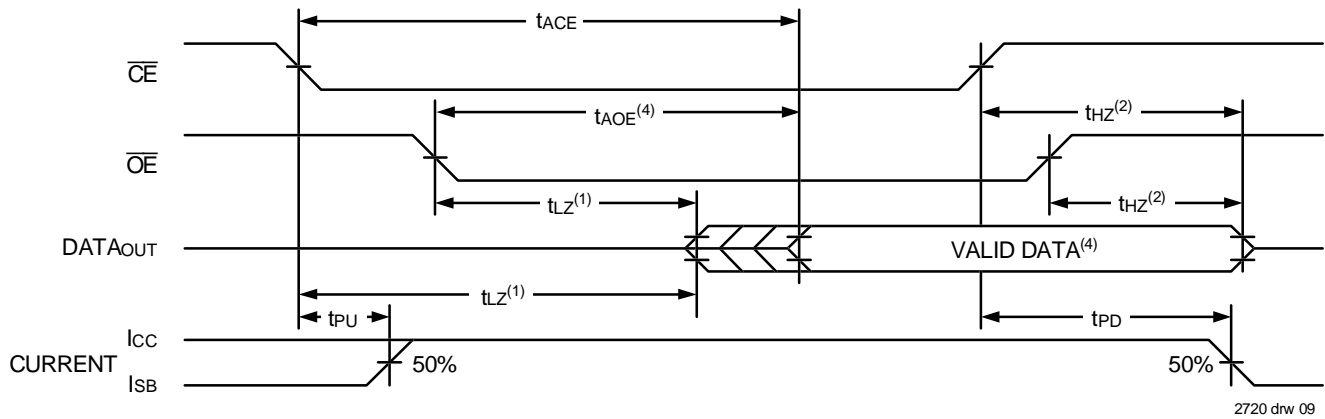 tACE
CE
tAOE(4)
tHZ(2)
OE
tLZ(1)
tHZ(2)
DATAOUT
VALID DATA(4)
tLZ(1)
tPU
tPD
ICC
CURRENT
50%
50%
ISB
2720 drw 09